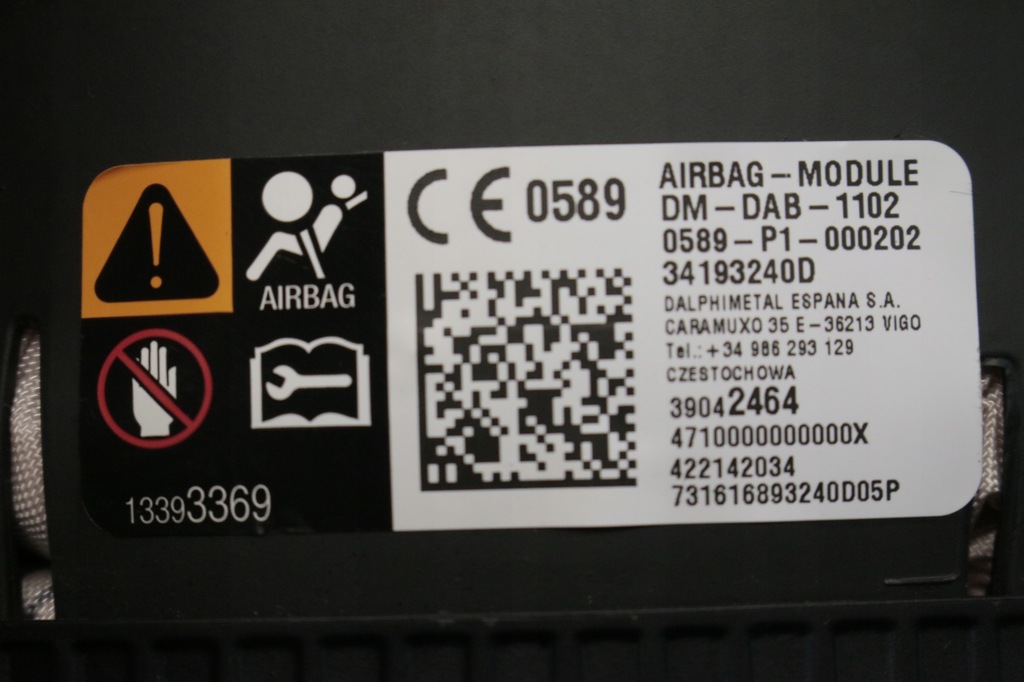 AIRBAG
13393369
CE 0589
AIRBAG-MODULE
DM-DAB-1102
0589-P1-000202
34193240D
DALPHIMETAL ESPANA S.A.
CARAMUXO 35 E-36213 VIGO
Tel.: +34 986 293 129
CZESTOCHOWA
39042464
4710000000000X
422142034
731616893240D05P